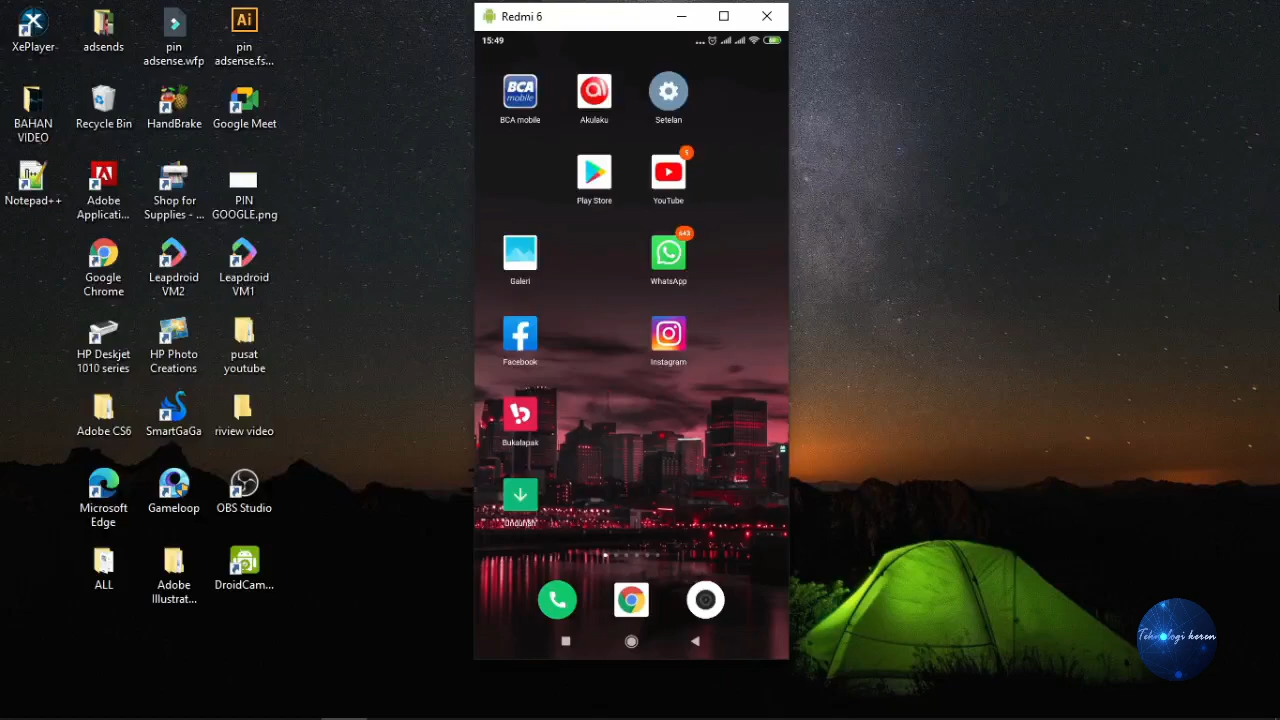 XePlayer
adsends
pin
adsense.wfp
pin
adsense.fs...
BAHAN
VIDEO
Recycle Bin
HandBrake
Google Meet
Notepad++
Adobe
Applicati...
Shop for
Supplies - ...
PIN
GOOGLE.png
Google
Chrome
Leapdroid
VM2
Leapdroid
VM1
HP Deskjet
1010 series
HP Photo
Creations
pusat
youtube
Adobe CS6
SmartGaGa
riview video
Microsoft
Edge
Gameloop
OBS Studio
ALL
Adobe
Illustrat...
DroidCam...
Ai
Redmi 6
15:49
BCA
mobile
BCA mobile
Akulaku
Setelan
Play Store
5
YouTube
Galeri
643
WhatsApp
Facebook
Instagram
Bukalapak
Unduhan
Teknologi keren